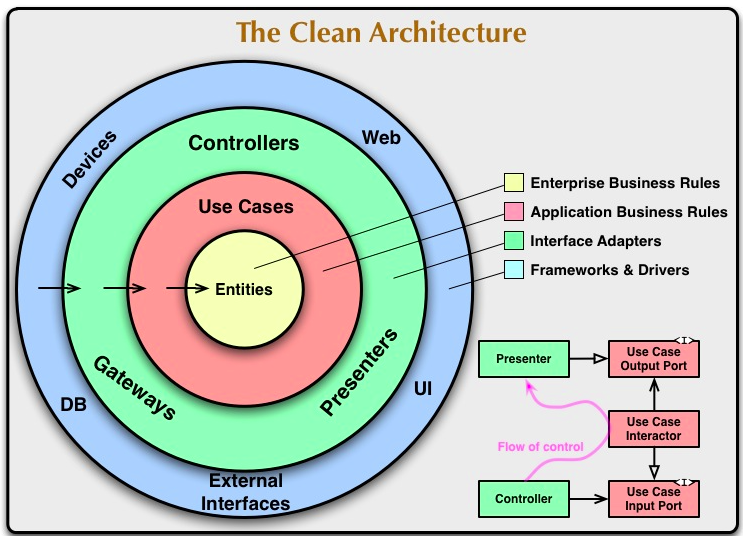 The Clean Architecture
Devices
Web
Controllers
Use Cases
Entities
Gateways
Presenters
DB
UI
External
Interfaces
Enterprise Business Rules
Application Business Rules
Interface Adapters
Frameworks & Drivers
Presenter
<I>
Use Case
Output Port
Use Case
Interactor
Flow of control
Controller
<I>
Use Case
Input Port